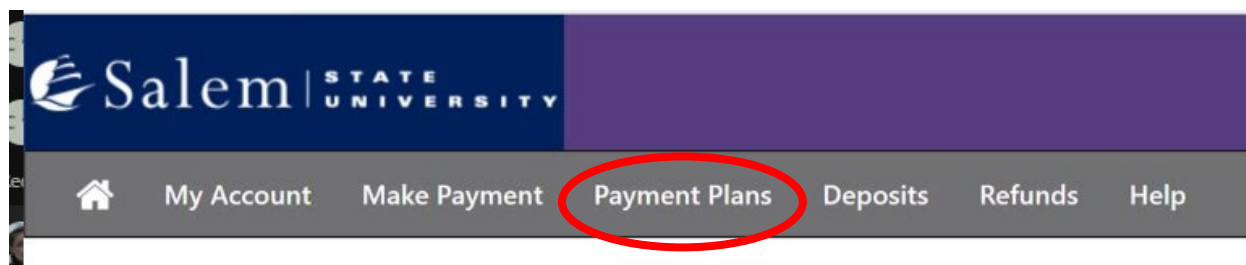 Salem STATE UNIVERSITY
My Account Make Payment Payment Plans Deposits Refunds Help